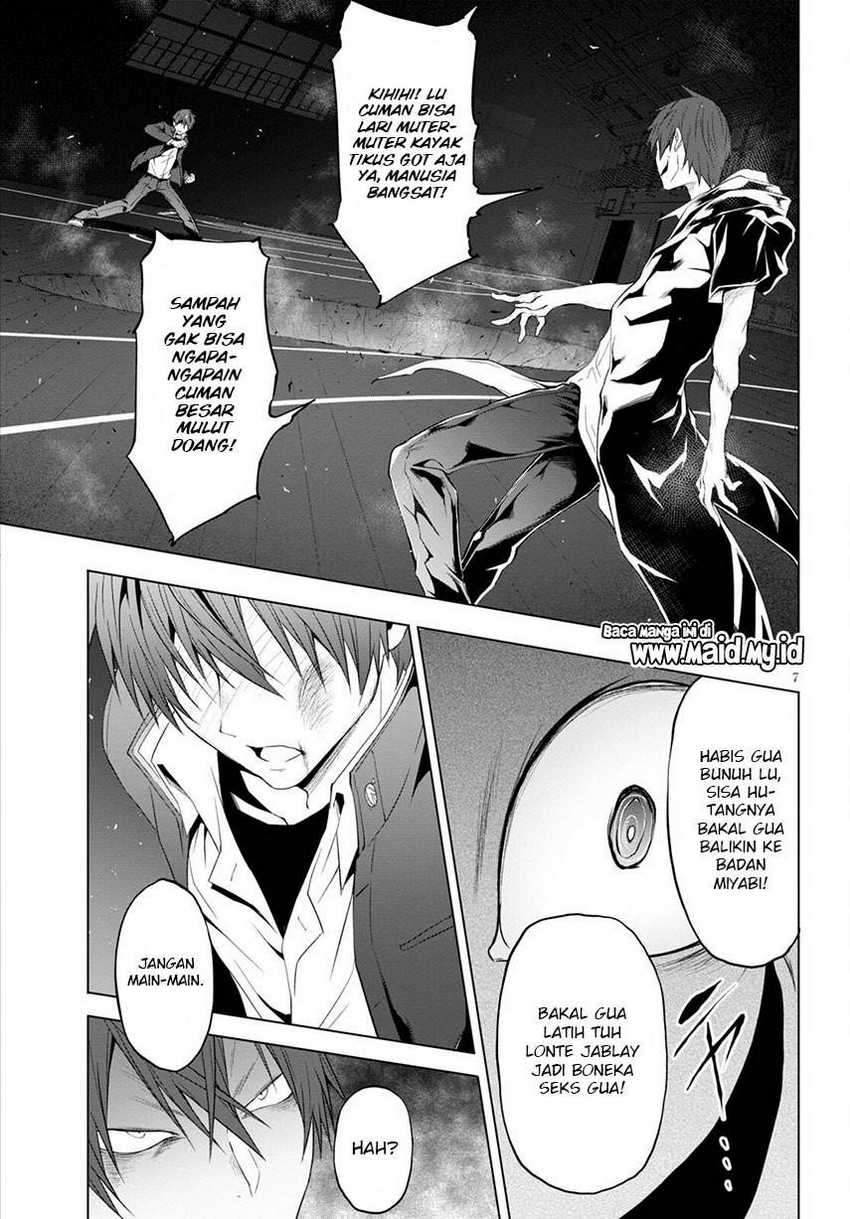 KIHIHI! LU
CUMAN BISA
LARI MUTER-
MUTER KAYAK
TIKUS GOT AJA
YA, MANUSIA
BANGSAT!
SAMPAH
YANG
GAK BISA
NGAPA-
NGAPAIN
CUMAN
BESAR
MULUT
DOANG!
Baca Manga ini di
www.Maid.My.id
7
HABIS GUA
BUNUH LU,
SISA HU-
TANGNYA
BAKAL GUA
BALIKIN KE
BADAN
MIYABI!
BAKAL GUA
LATIH TUH
LONTE JABLAY
JADI BONEKA
SEKS GUA!
JANGAN
MAIN-MAIN.
HAH?